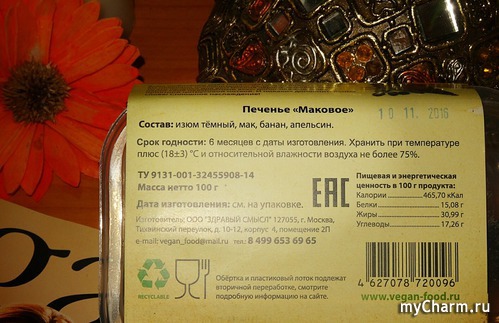 Печенье «Маковое»
10 11. 2016
Состав: изюм тёмный, мак, банан, апельсин.
Срок годности: 6 месяцев с даты изготовления. Хранить при температуре
плюс (18±3) °С и относительной влажности воздуха не более 75%.
ТУ 9131-001-32455908-14
Масса нетто 100 г
Дата изготовления: см. на упаковке.
Изготовитель: ООО "ЗДРАВЫЙ СМЫСЛ" 127055, г. Москва,
Тихвинский переулок, д. 10-12, корпус 4, помещение 2П
e-mail: vegan_food@mail.ru тел.: 8 499 653 69 65
EAC
Пищевая и энергетическая
ценность в 100 г продукта:
Калории 465,70 кКал
Белки 15,08 г
Жиры 30,99 г
Углеводы 17,26 г
RECYCLABLE
Обёртка и пластиковый лоток подлежат
вторичной переработке, смотрите
подробную информацию на сайте.
4 627078 720096
www.vegan-food.ru
myCharm.ru